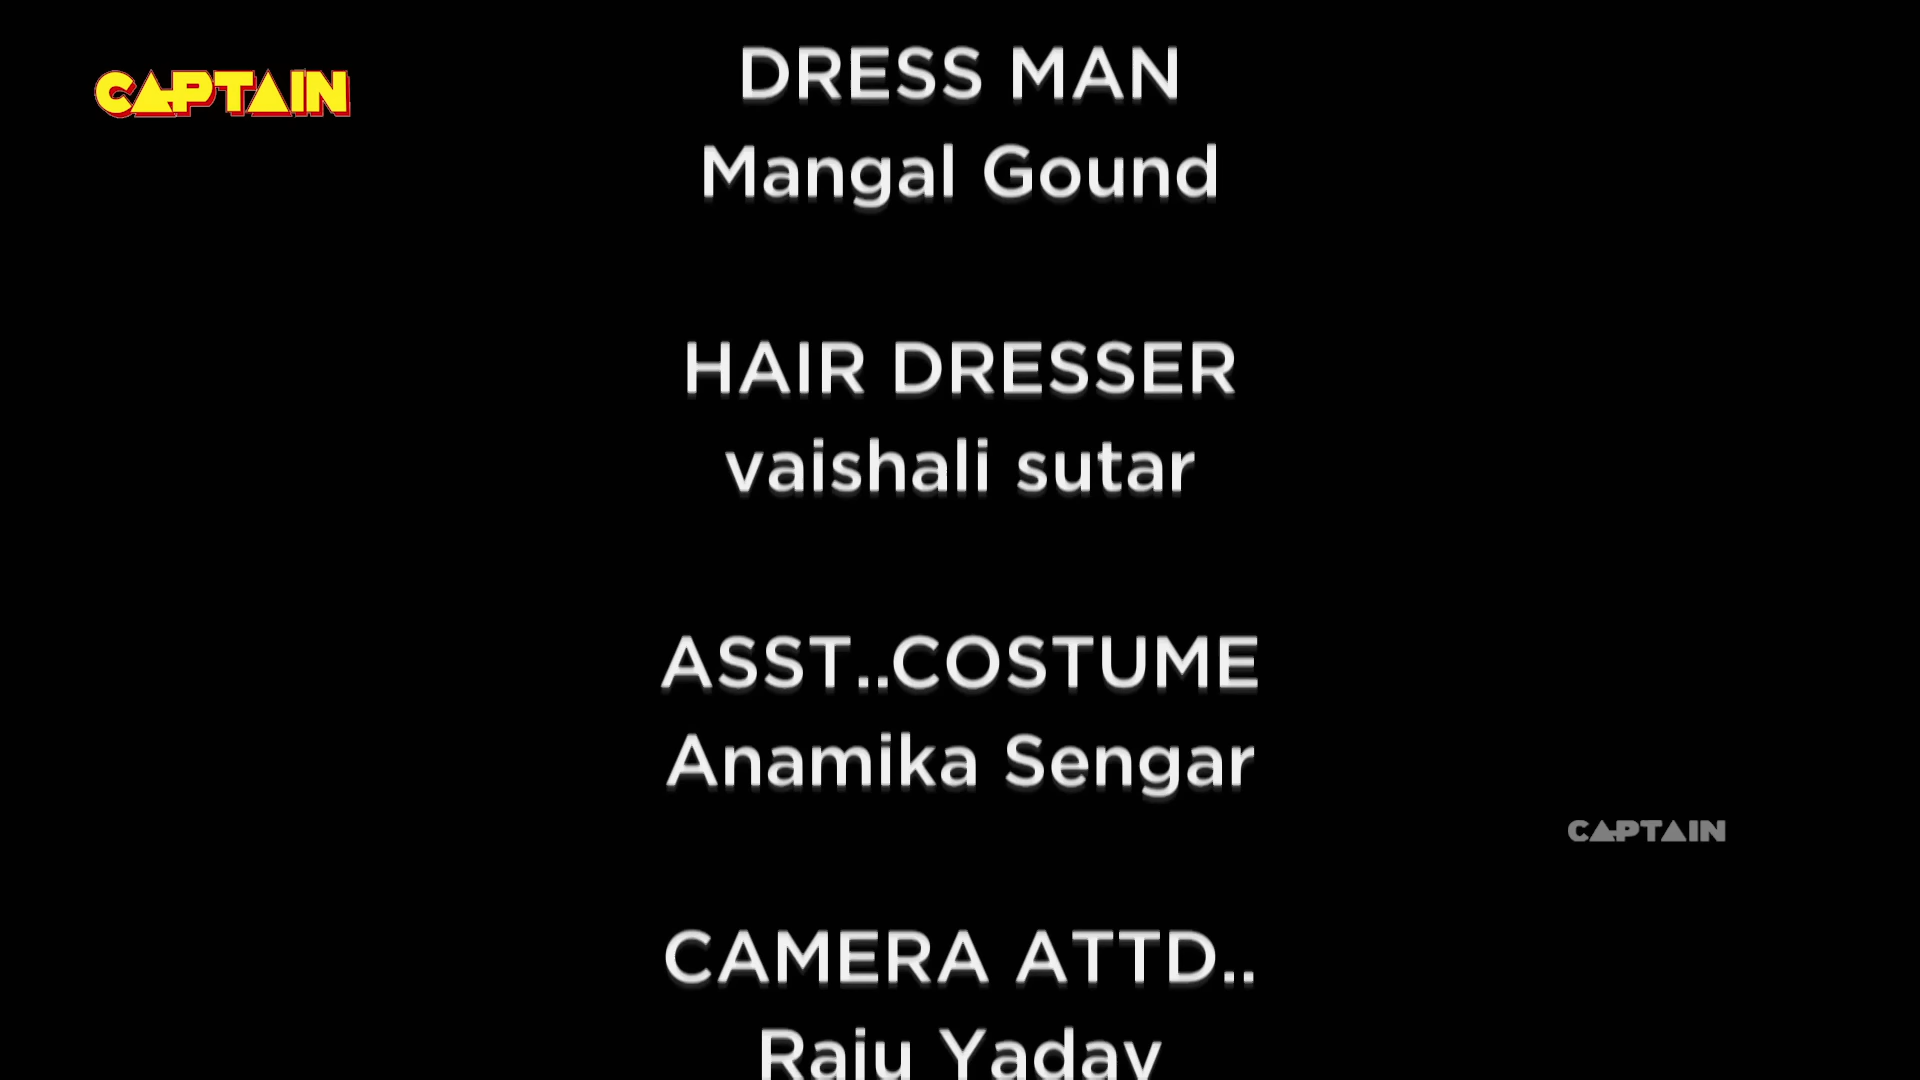 CAPTAIN
DRESS MAN
Mangal Gound
HAIR DRESSER
vaishali sutar
ASST..COSTUME
Anamika Sengar
CAPTAIN
CAMERA ATTD..
Raju Yadav